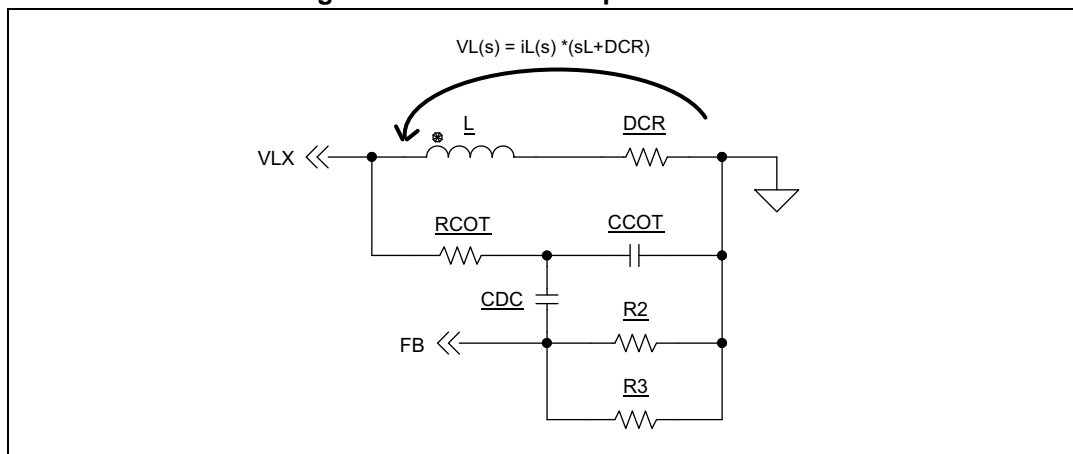 VL(s) = iL(s) *(sL+DCR)
L
DCR
VLX
RCOT
CCOT
CDC
R2
FB
R3